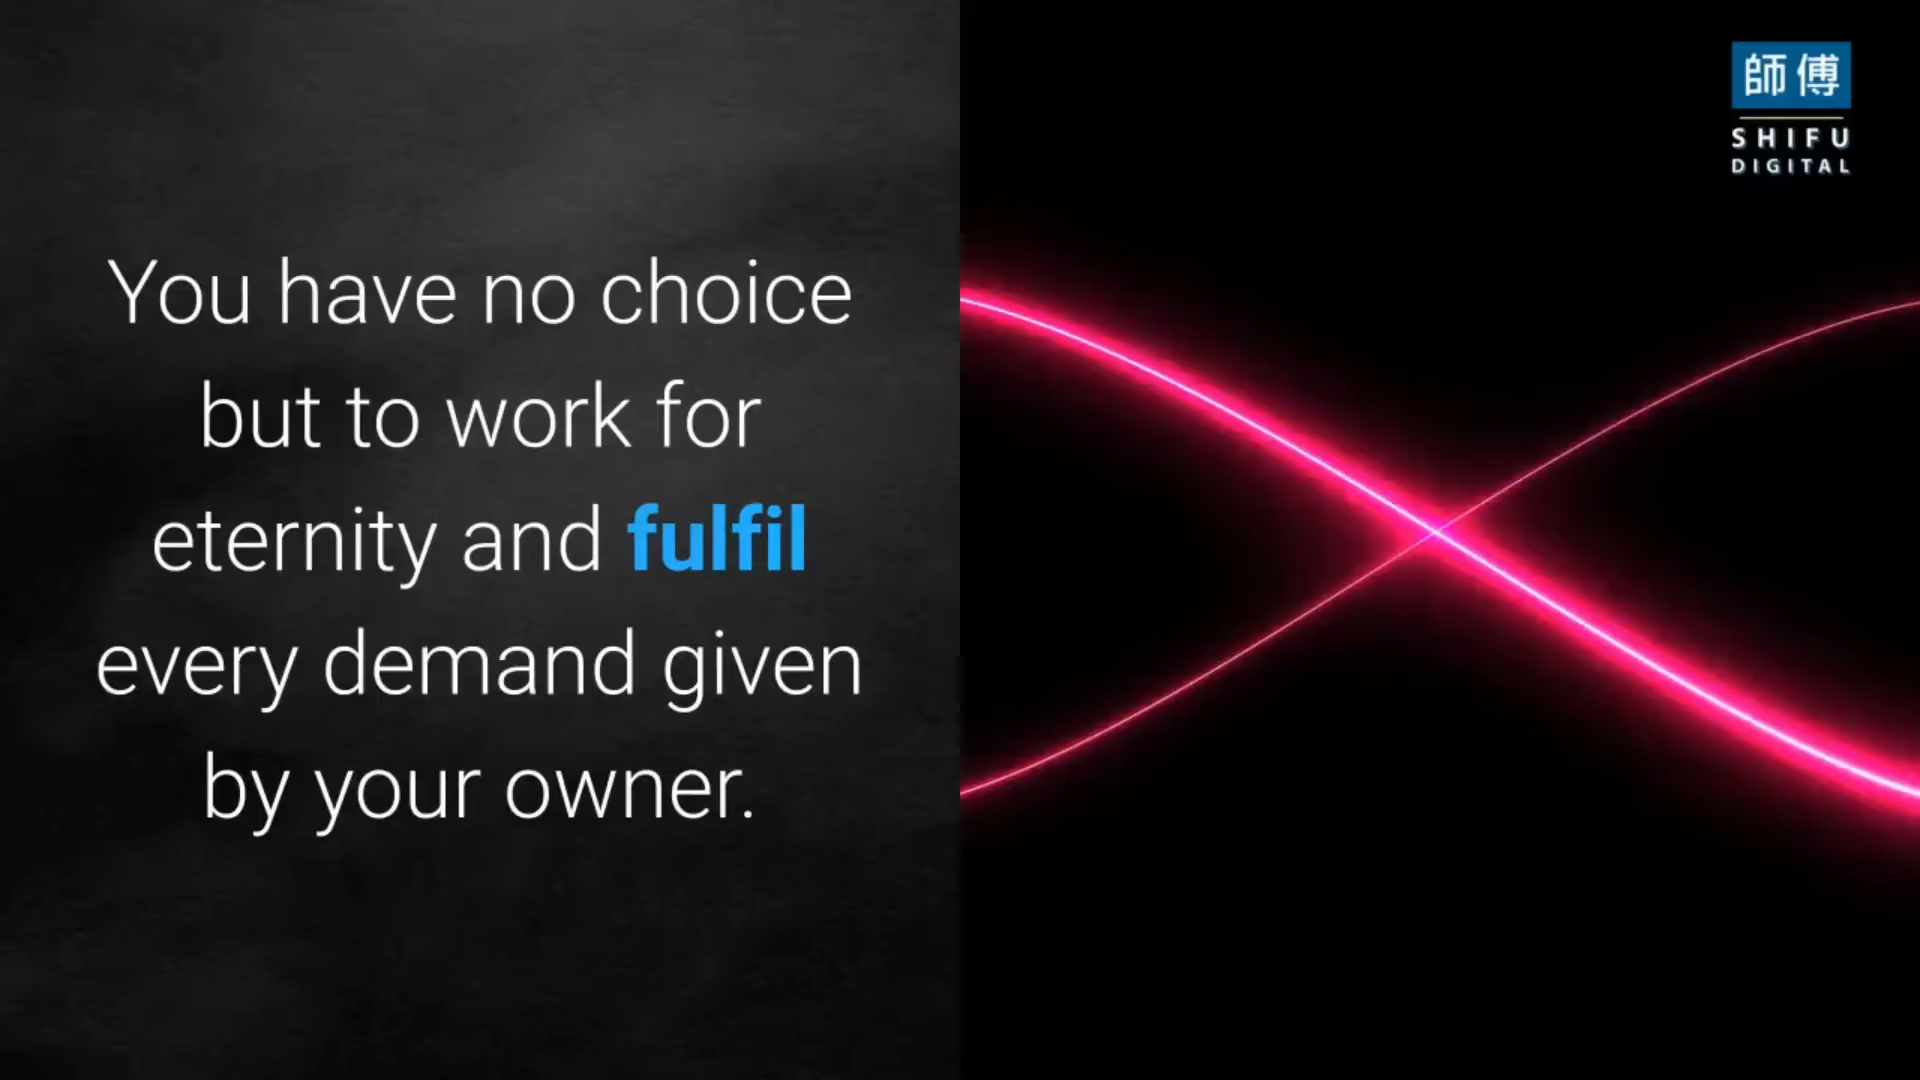 You have no choice
but to work for
eternity and fulfil
every demand given
by your owner.
師傅
SHIFU
DIGITAL